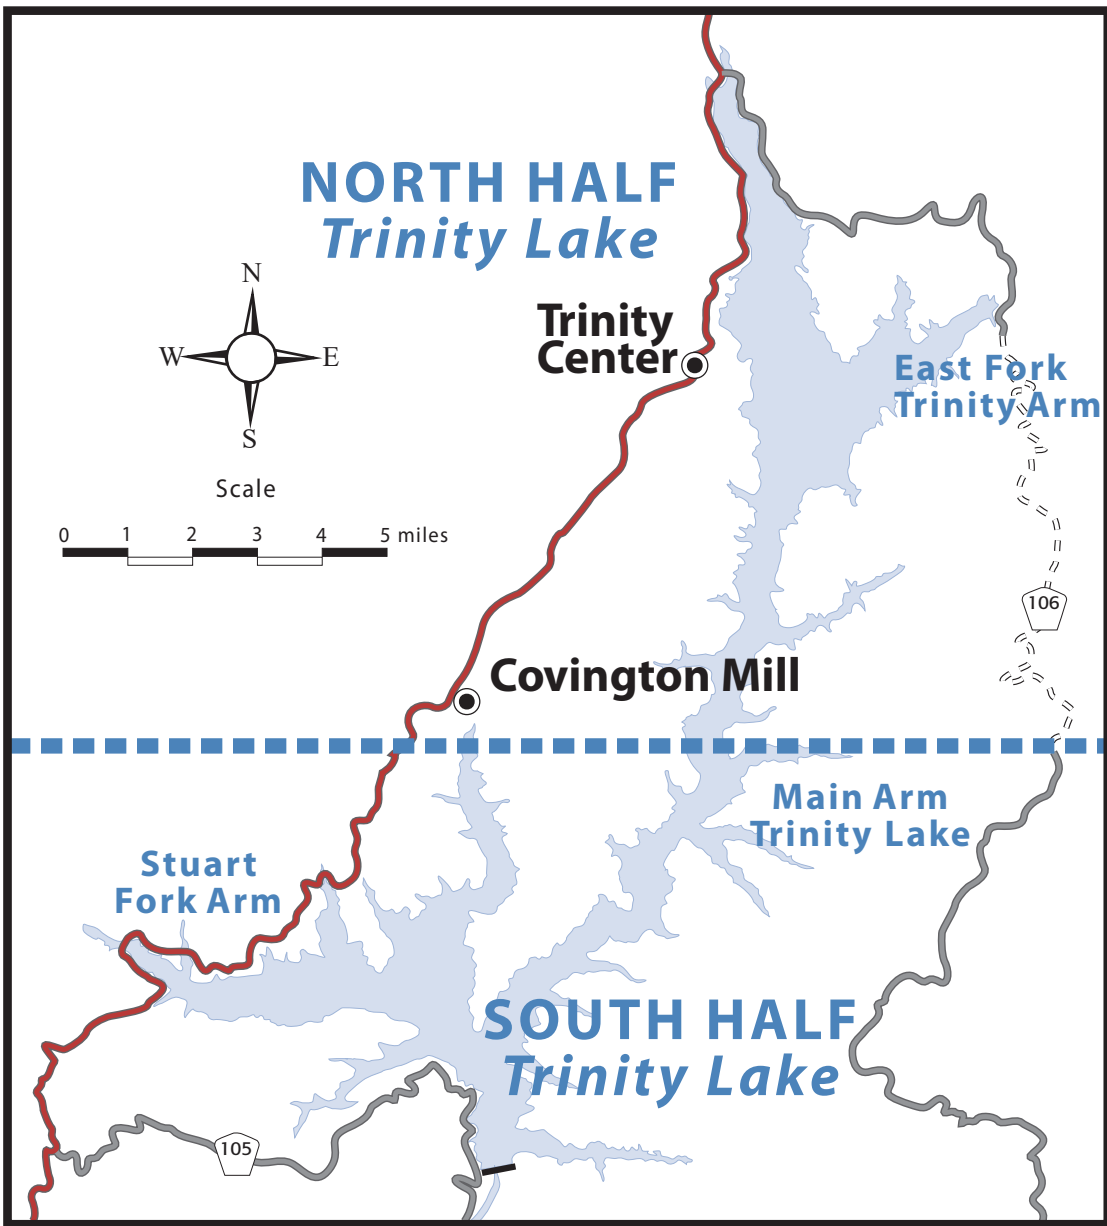 NORTH HALF
Trinity Lake
N
W
E
S
Trinity
Center
East Fork
Trinity Arm
Scale
0 1 2 3 4 5 miles
106
Covington Mill
Main Arm
Trinity Lake
Stuart
Fork Arm
SOUTH HALF
Trinity Lake
105